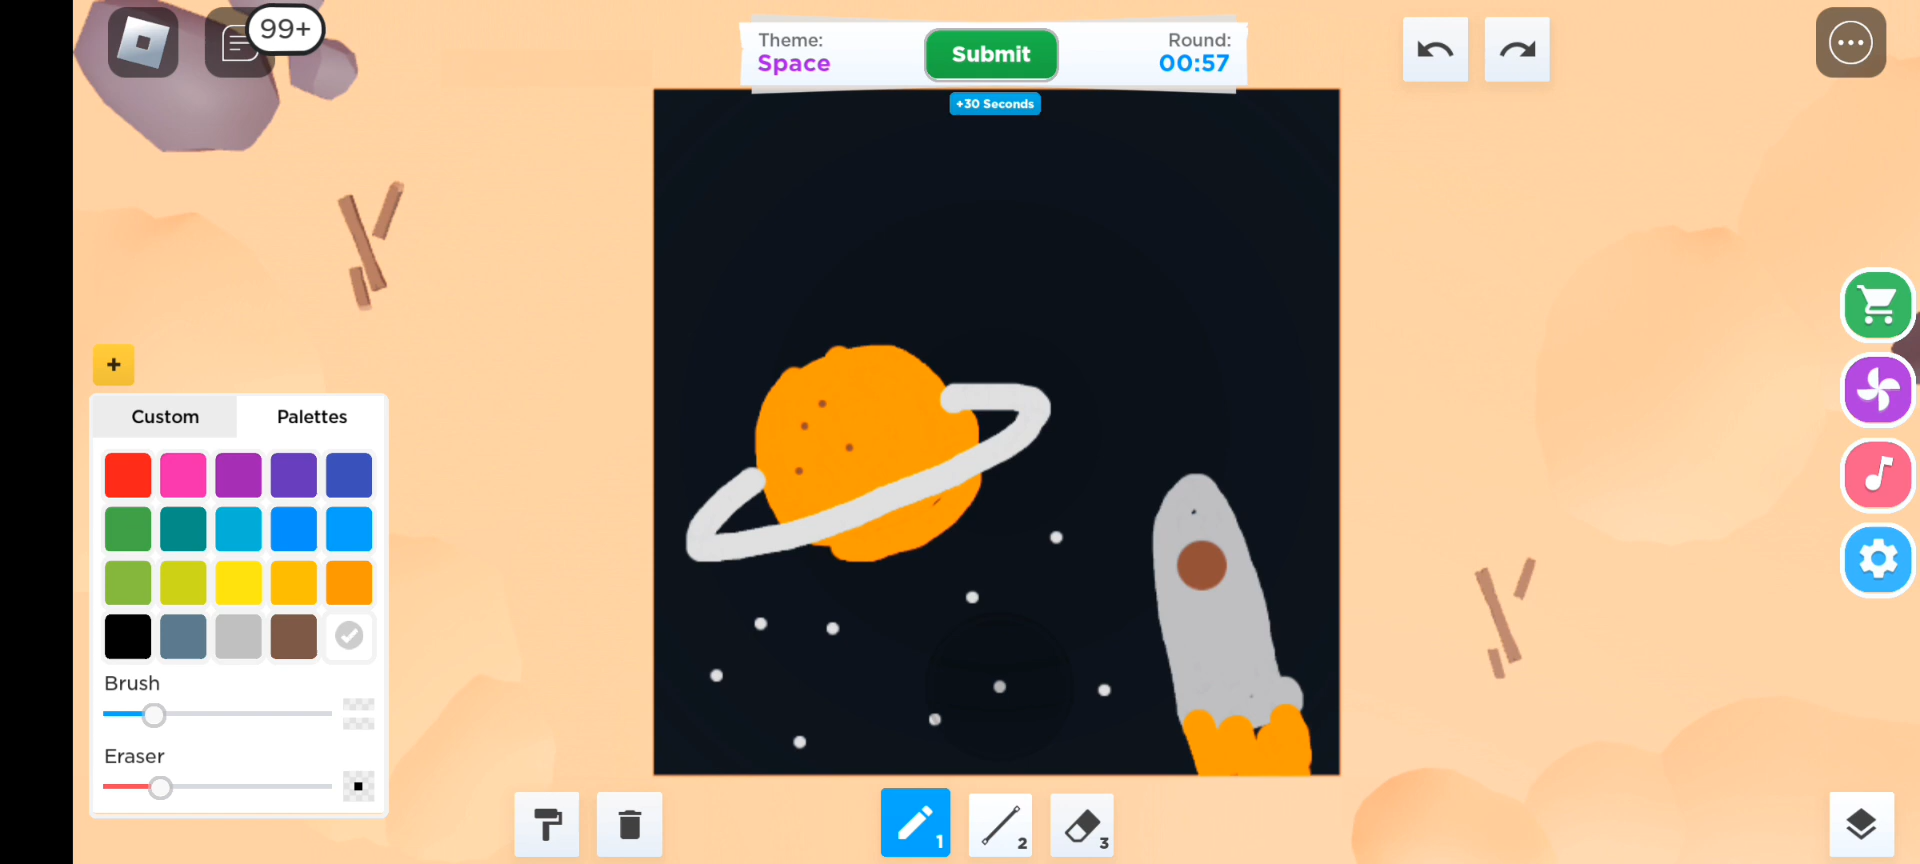 99+
Theme:
Space
Submit
Round:
00:57
+30 Seconds
+
Custom
Palettes
Brush
Eraser
1
2
3